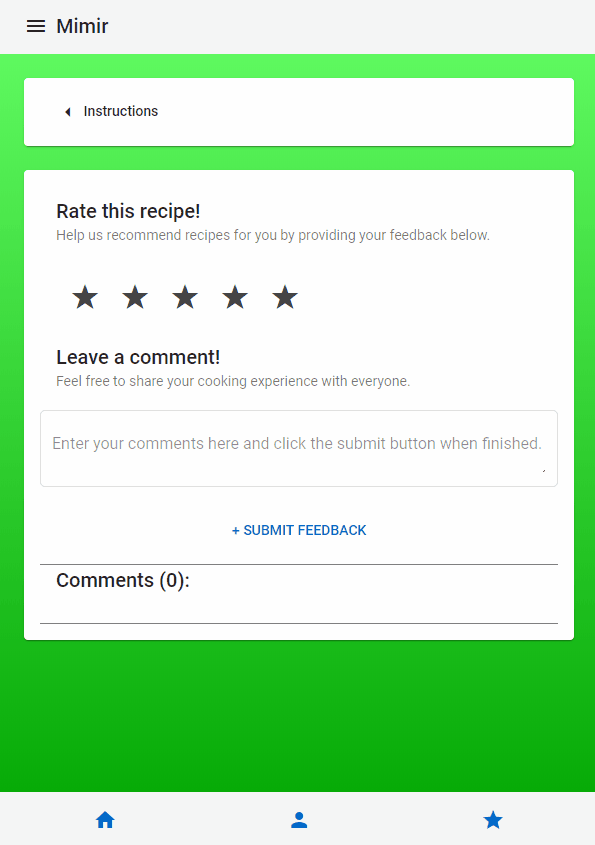 Mimir
Instructions
Rate this recipe!
Help us recommend recipes for you by providing your feedback below.
Leave a comment!
Feel free to share your cooking experience with everyone.
Enter your comments here and click the submit button when finished.
+ SUBMIT FEEDBACK
Comments (0):